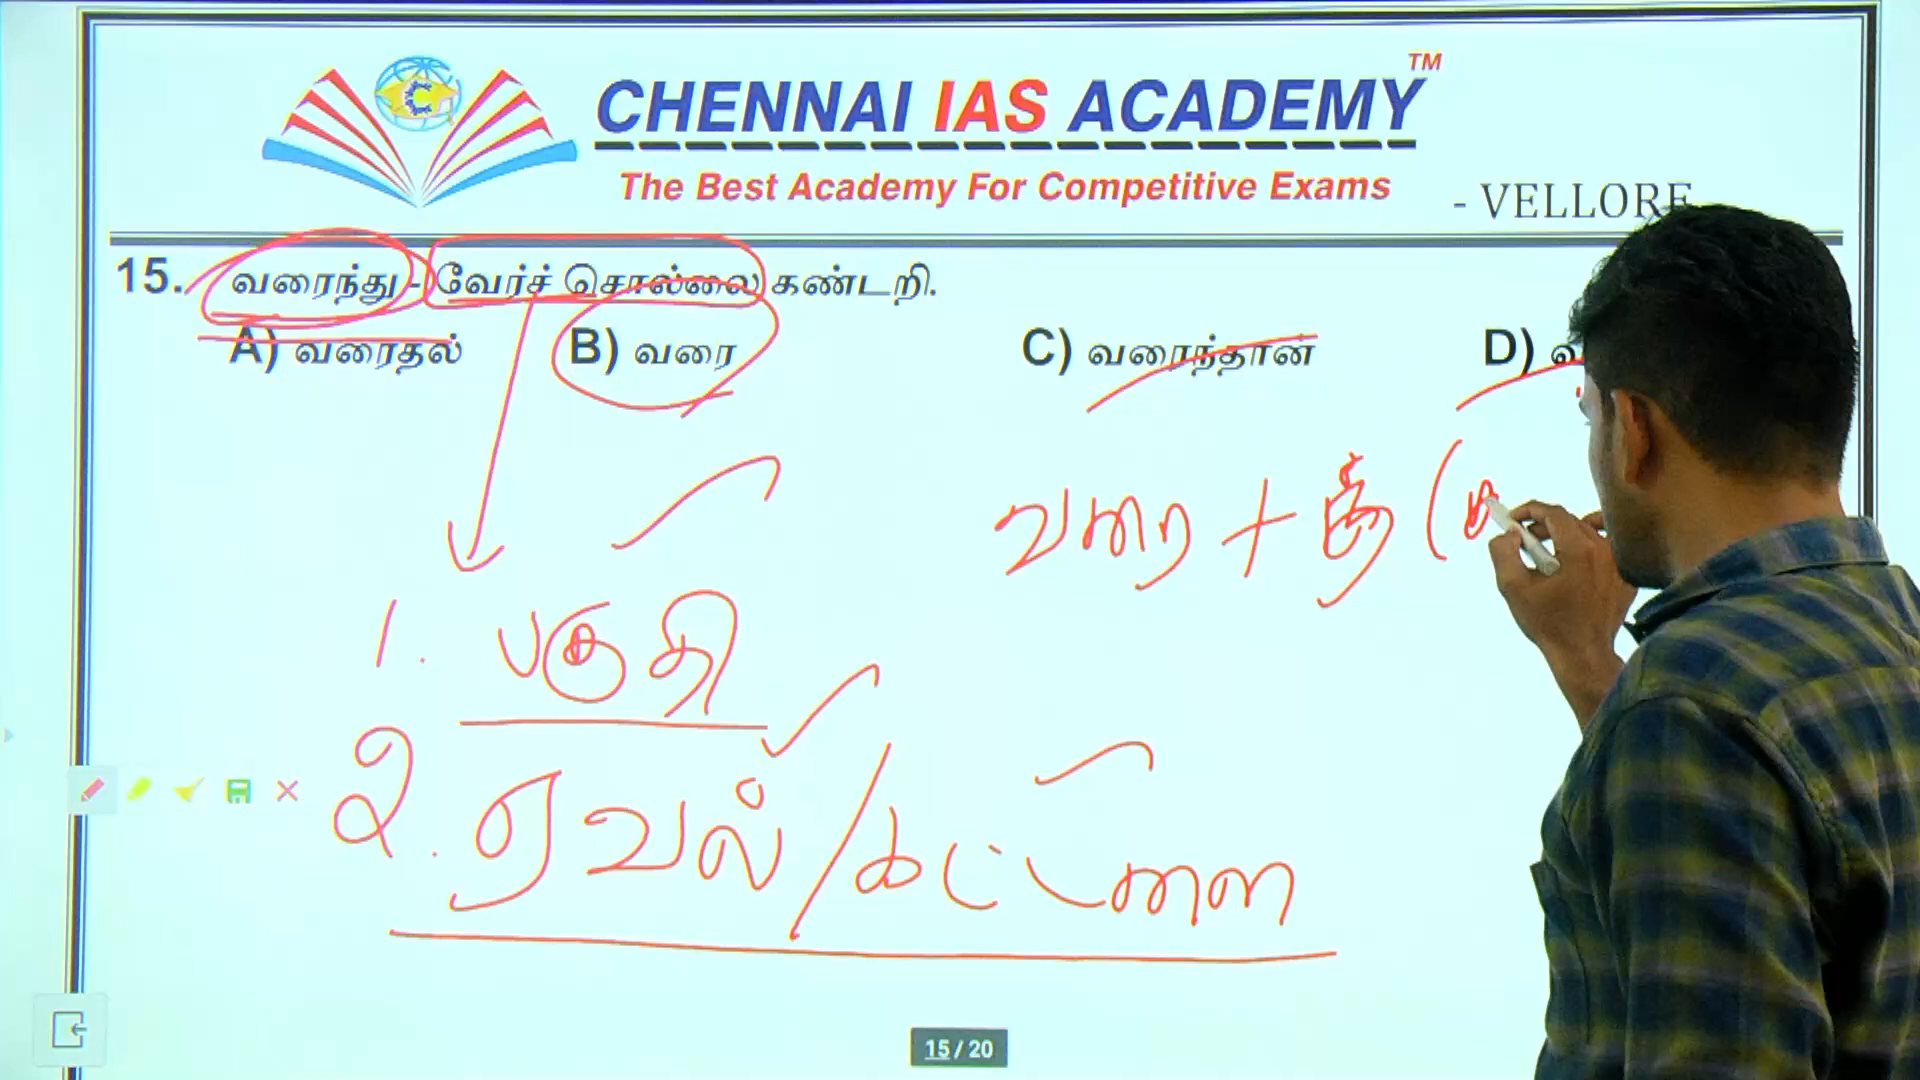 CHENNAI IAS ACADEMY TM
The Best Academy For Competitive Exams
- VELLORE
15. வரைந்து - வேர்ச் சொல்லை கண்டறி.
A) வரைதல் B) வரை C) வரைந்தான் D)
வரை + த் (
1. பகுதி
2. ஏவல் / கட்டளை
15 / 20